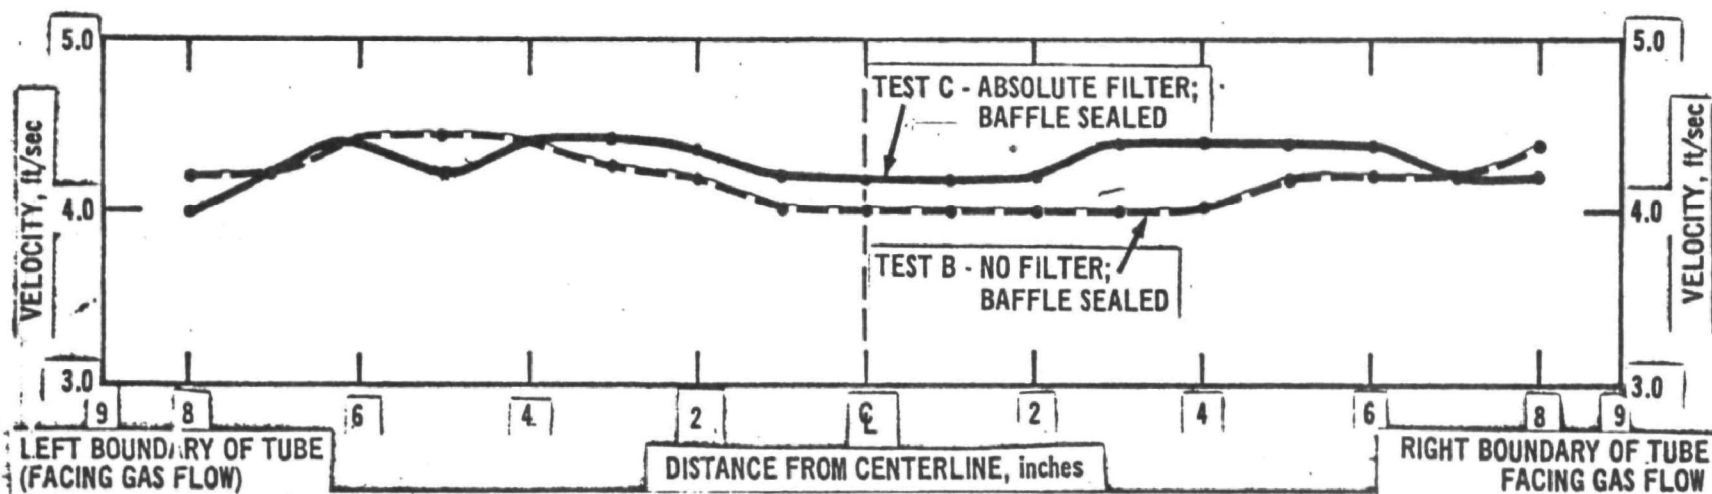 5.0
5.0
TEST C - ABSOLUTE FILTER;
BAFFLE SEALED
VELOCITY, ft/sec
VELOCITY, ft/sec
4.0
4.0
TEST B - NO FILTER;
BAFFLE SEALED
3.0
3.0
9 8 6 4 2 ℄ 2 4 6 8 9
LEFT BOUNDARY OF TUBE
(FACING GAS FLOW)
DISTANCE FROM CENTERLINE, inches
RIGHT BOUNDARY OF TUBE
FACING GAS FLOW